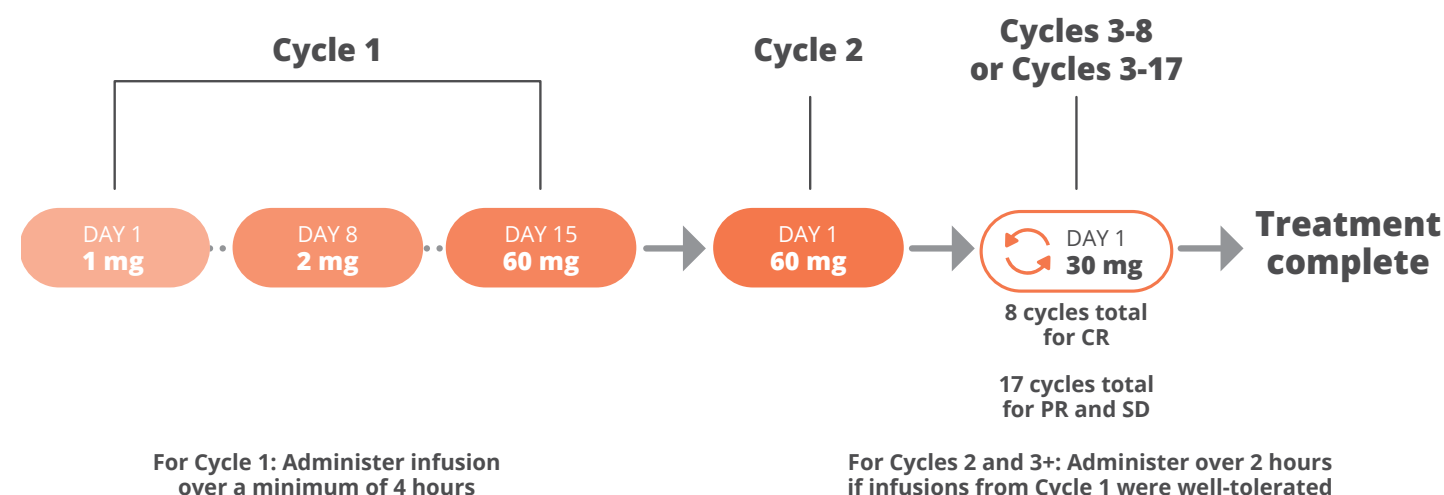 Cycle 1
Cycle 2
Cycles 3-8
or Cycles 3-17
DAY 1
1 mg
DAY 8
2 mg
DAY 15
60 mg
DAY 1
60 mg
DAY 1
30 mg
Treatment
complete
8 cycles total
for CR
17 cycles total
for PR and SD
For Cycle 1: Administer infusion
over a minimum of 4 hours
For Cycles 2 and 3+: Administer over 2 hours
if infusions from Cycle 1 were well-tolerated